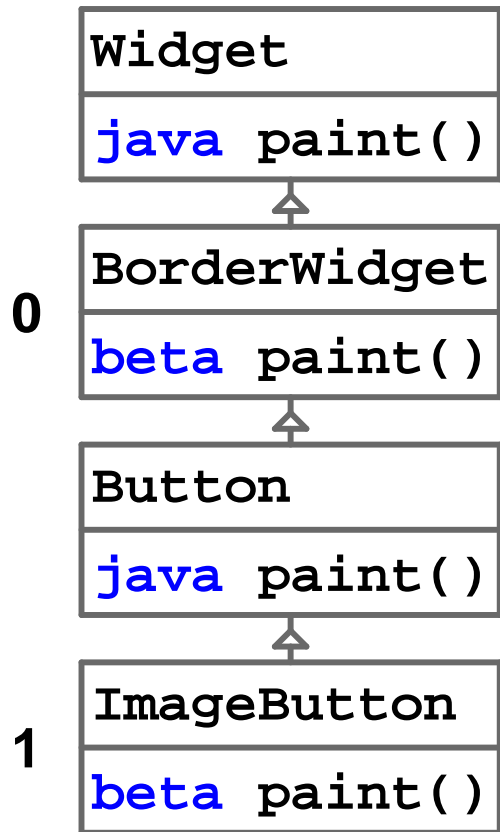 Widget
java paint()
0
BorderWidget
beta paint()
Button
java paint()
1
ImageButton
beta paint()